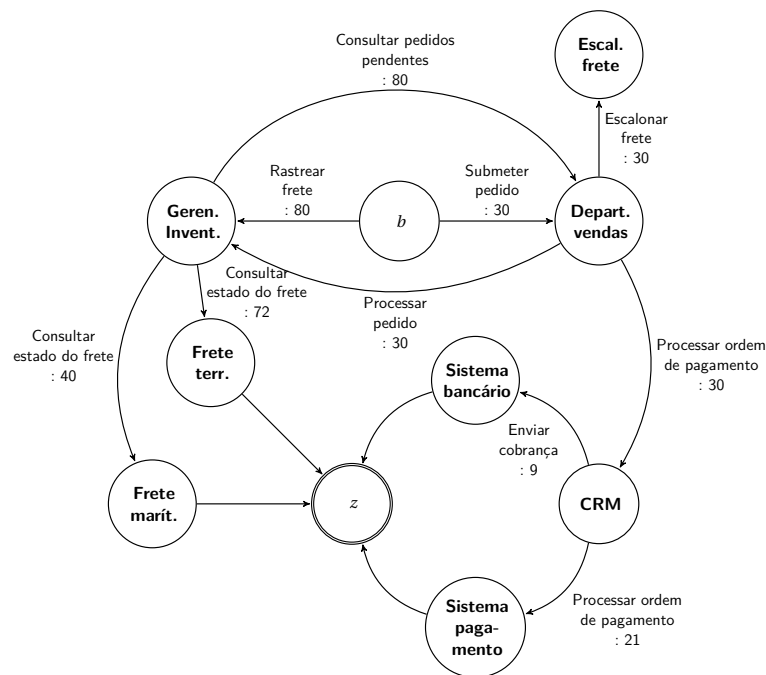 Consultar pedidos
pendentes
: 80
Escal.
frete
Escalonar
frete
: 30
Rastrear
frete
: 80
Submeter
pedido
: 30
Geren.
Invent.
b
Depart.
vendas
Consultar
estado do frete
: 72
Processar
pedido
: 30
Consultar
estado do frete
: 40
Frete
terr.
Sistema
bancário
Processar ordem
de pagamento
: 30
Enviar
cobrança
: 9
Frete
marít.
z
CRM
Sistema
paga-
mento
Processar ordem
de pagamento
: 21